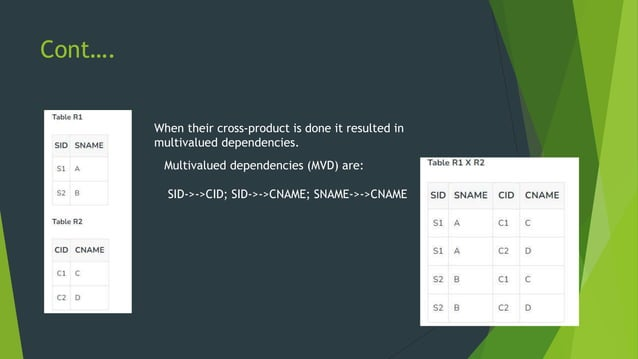 Cont....
Table R1
SID SNAME
S1 A
S2 B
Table R2
CID CNAME
C1 C
C2 D
When their cross-product is done it resulted in
multivalued dependencies.
Multivalued dependencies (MVD) are:
SID->->CID; SID->->CNAME; SNAME->->CNAME
Table R1 X R2
SID SNAME CID CNAME
S1 A C1 C
S1 A C2 D
S2 B C1 C
S2 B C2 D